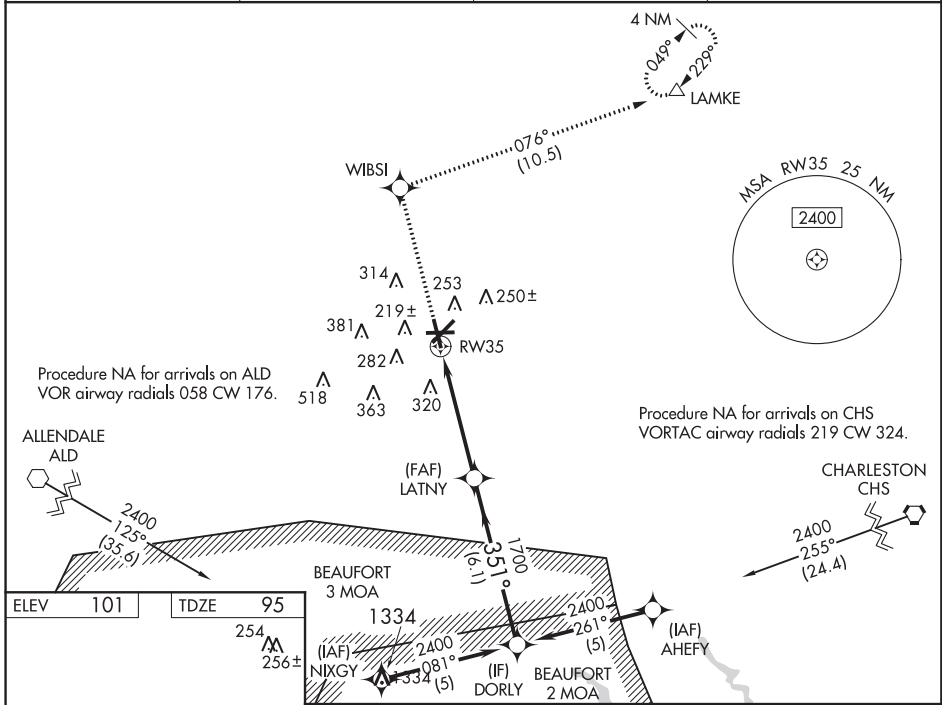 4 NM
049°
229°
LAMKE
076°
(10.5)
WIBSI
MSA RW35 25 NM
2400
314
253
250±
219±
381
RW35
282
518
363
320
Procedure NA for arrivals on ALD
VOR airway radials 058 CW 176.
Procedure NA for arrivals on CHS
VORTAC airway radials 219 CW 324.
ALLENDALE
ALD
2400
125°
(35.6)
(FAF)
LATNY
CHARLESTON
CHS
2400
255°
(24.4)
1700
351°
(6.1)
BEAUFORT
3 MOA
ELEV 101
TDZE 95
254
256±
1334
2400
081°
(5)
(IAF)
NIXGY
1334
2400
261°
(5)
(IAF)
AHEFY
(IF)
DORLY
BEAUFORT
2 MOA